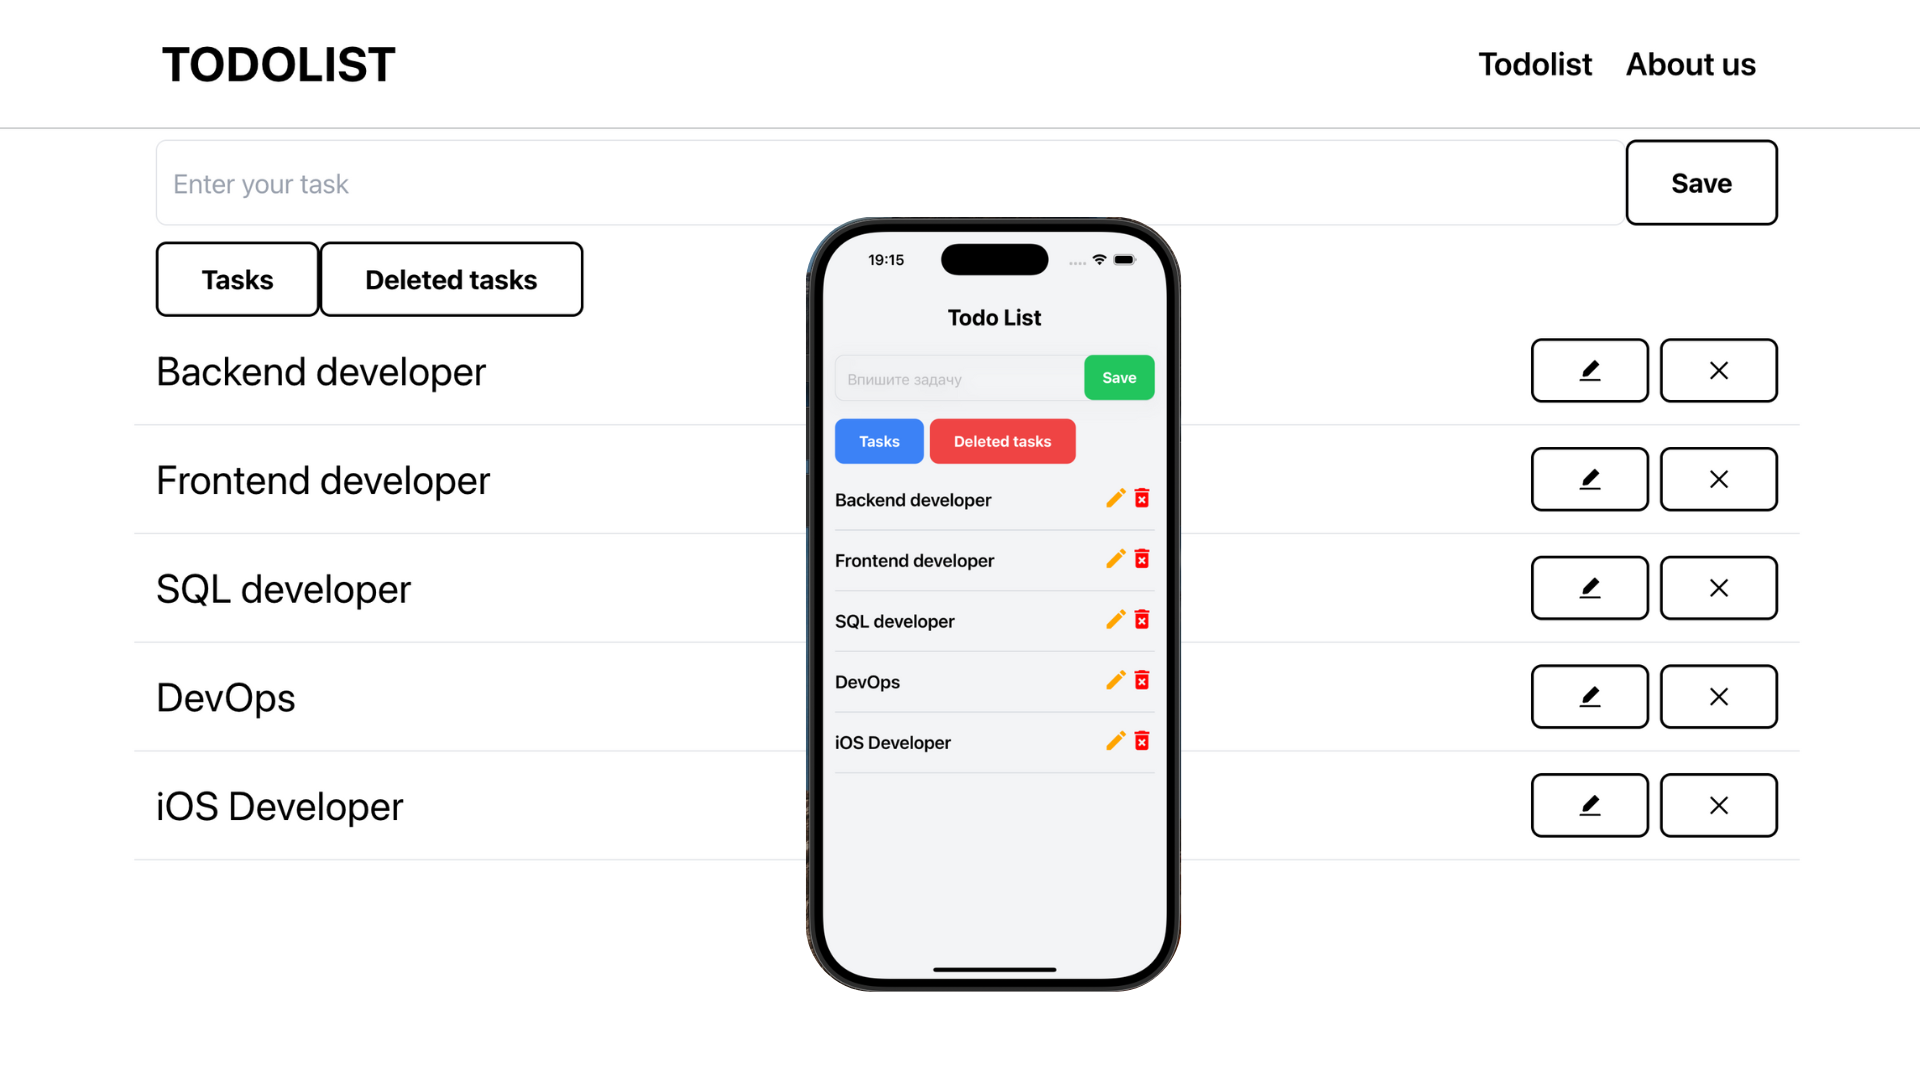 TODOLIST
Todolist About us
Enter your task
Save
Tasks
Deleted tasks
Backend developer
Frontend developer
SQL developer
DevOps
iOS Developer
19:15
Todo List
Впишите задачу
Save
Tasks
Deleted tasks
Backend developer
Frontend developer
SQL developer
DevOps
iOS Developer